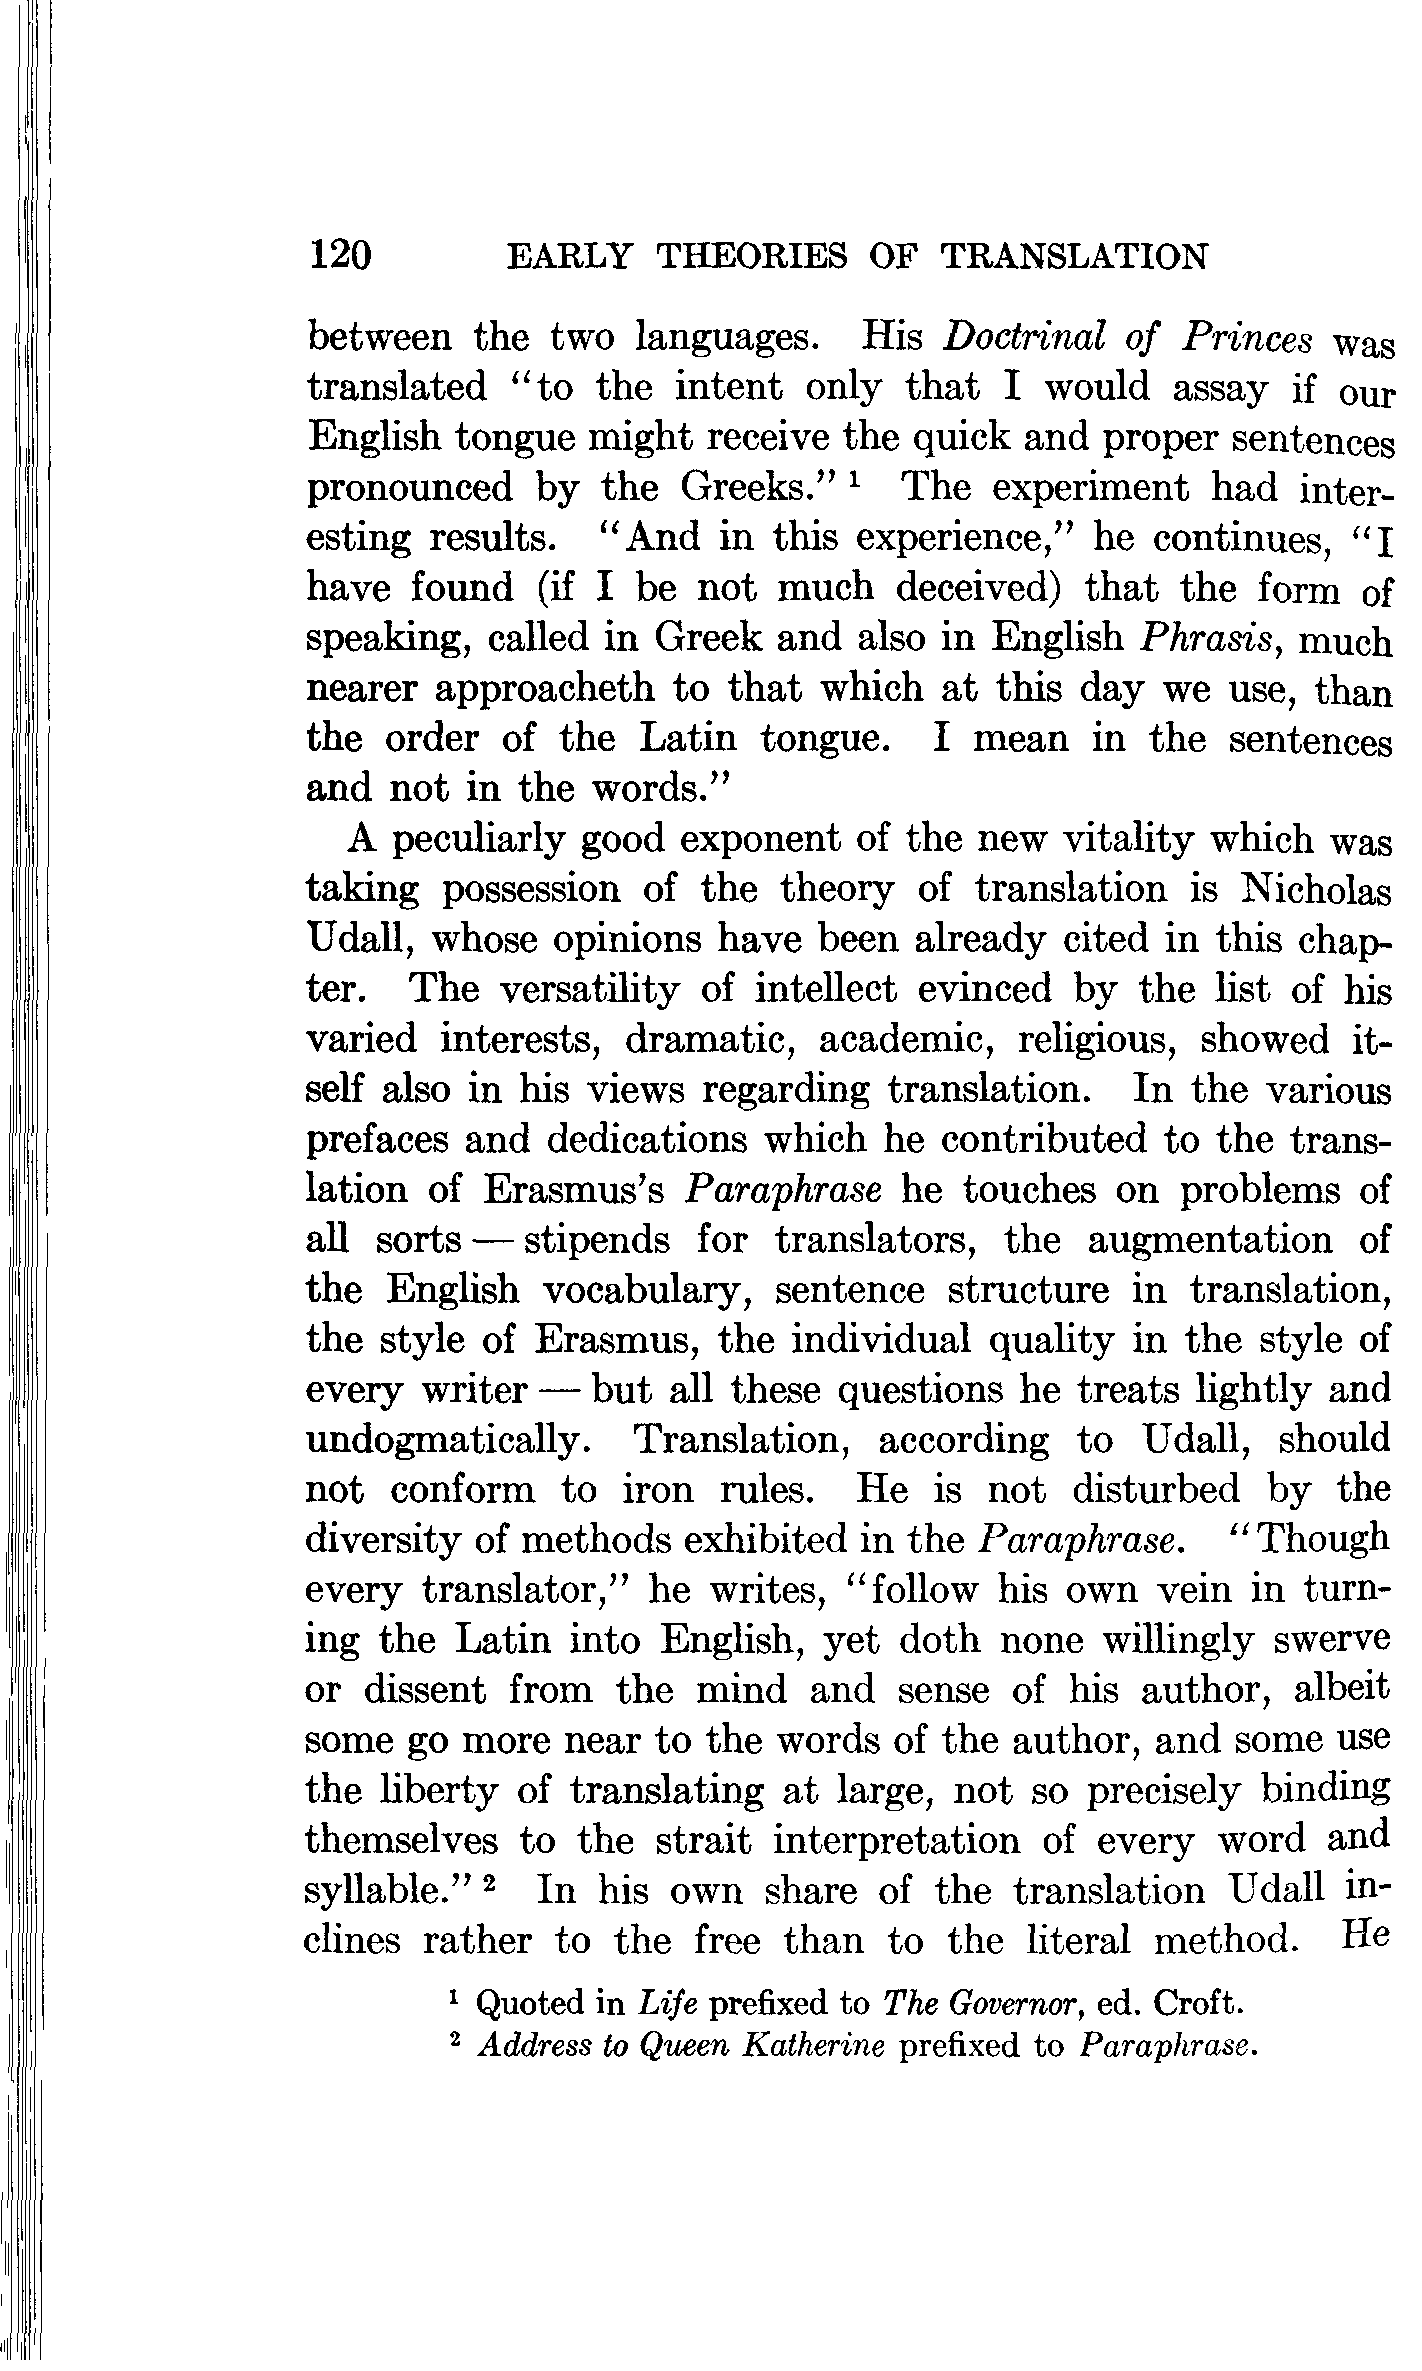 120 EARLY THEORIES OF TRANSLATION
between the two languages. His Doctrinal of Princes was
translated "to the intent only that I would assay if our
English tongue might receive the quick and proper sentences
pronounced by the Greeks." 1 The experiment had inter-
esting results. "And in this experience," he continues, "I
have found (if I be not much deceived) that the form of
speaking, called in Greek and also in English Phrasis, much
nearer approacheth to that which at this day we use, than
the order of the Latin tongue. I mean in the sentences
and not in the words."
A peculiarly good exponent of the new vitality which was
taking possession of the theory of translation is Nicholas
Udall, whose opinions have been already cited in this chap-
ter. The versatility of intellect evinced by the list of his
varied interests, dramatic, academic, religious, showed it-
self also in his views regarding translation. In the various
prefaces and dedications which he contributed to the trans-
lation of Erasmus's Paraphrase he touches on problems of
all sorts — stipends for translators, the augmentation of
the English vocabulary, sentence structure in translation,
the style of Erasmus, the individual quality in the style of
every writer — but all these questions he treats lightly and
undogmatically. Translation, according to Udall, should
not conform to iron rules. He is not disturbed by the
diversity of methods exhibited in the Paraphrase. "Though
every translator," he writes, "follow his own vein in turn-
ing the Latin into English, yet doth none willingly swerve
or dissent from the mind and sense of his author, albeit
some go more near to the words of the author, and some use
the liberty of translating at large, not so precisely binding
themselves to the strait interpretation of every word and
syllable." 2 In his own share of the translation Udall in-
clines rather to the free than to the literal method. He
1 Quoted in Life prefixed to The Governor, ed. Croft.
2 Address to Queen Katherine prefixed to Paraphrase.